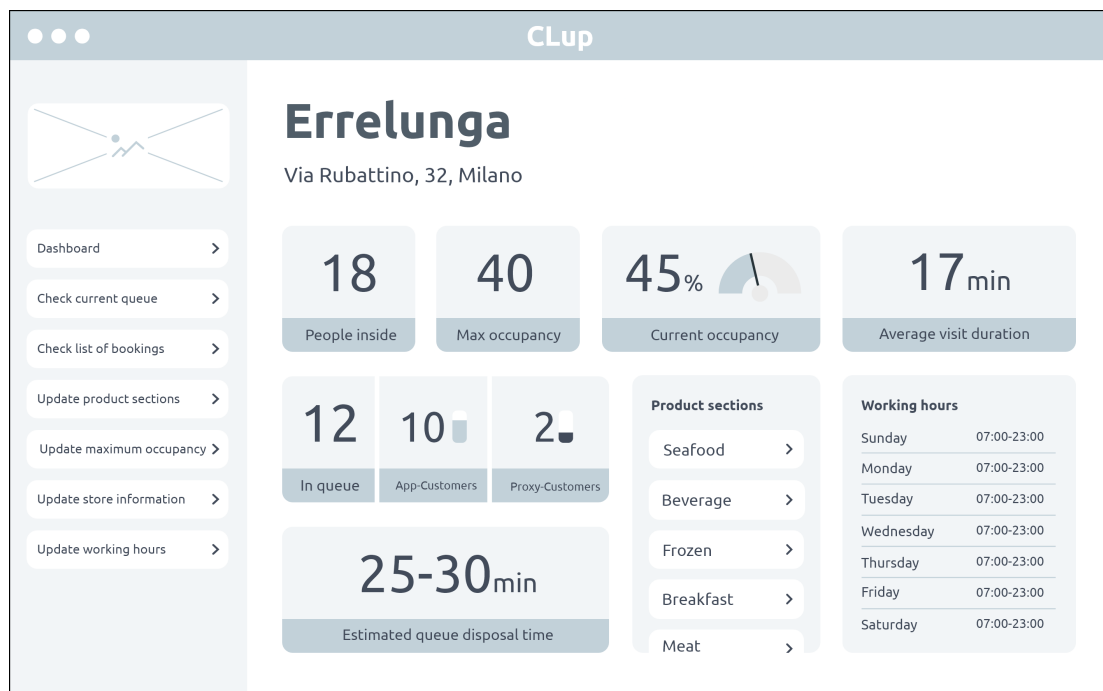 CLup
Errelunga
Via Rubattino, 32, Milano
Dashboard
Check current queue
Check list of bookings
Update product sections
Update maximum occupancy
Update store information
Update working hours
18
People inside
40
Max occupancy
45%
Current occupancy
17min
Average visit duration
12
In queue
10
App-Customers
2
Proxy-Customers
25-30min
Estimated queue disposal time
Product sections
Seafood
Beverage
Frozen
Breakfast
Meat
Working hours
Sunday 07:00-23:00
Monday 07:00-23:00
Tuesday 07:00-23:00
Wednesday 07:00-23:00
Thursday 07:00-23:00
Friday 07:00-23:00
Saturday 07:00-23:00